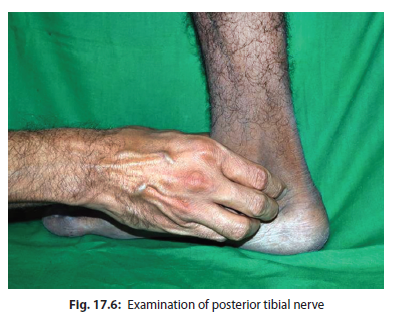 Fig. 17.6: Examination of posterior tibial nerve